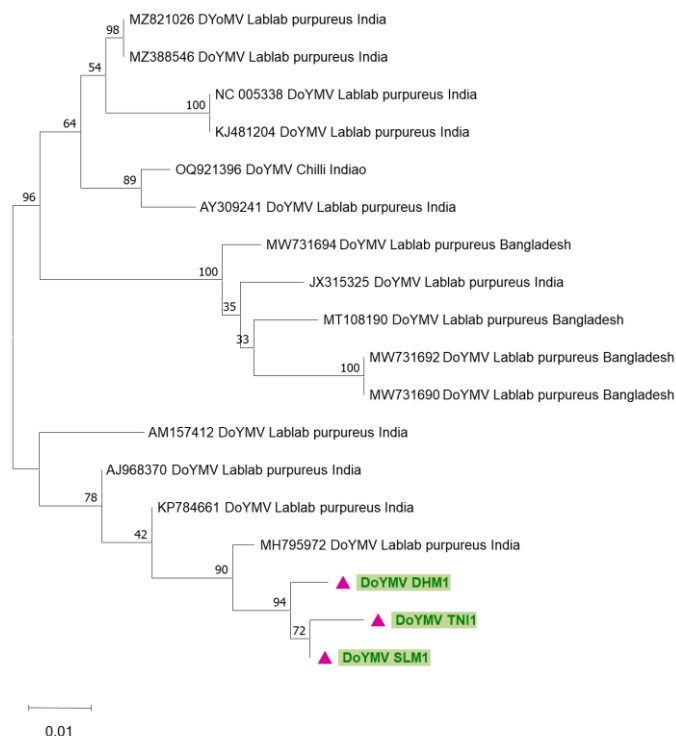 MZ821026 DYoMV Lablab purpureus India
98
MZ388546 DoYMV Lablab purpureus India
54
NC 005338 DoYMV Lablab purpureus India
100
KJ481204 DoYMV Lablab purpureus India
64
OQ921396 DoYMV Chilli Indiao
89
AY309241 DoYMV Lablab purpureus India
96
MW731694 DoYMV Lablab purpureus Bangladesh
100
JX315325 DoYMV Lablab purpureus India
35
MT108190 DoYMV Lablab purpureus Bangladesh
33
MW731692 DoYMV Lablab purpureus Bangladesh
100
MW731690 DoYMV Lablab purpureus Bangladesh
AM157412 DoYMV Lablab purpureus India
AJ968370 DoYMV Lablab purpureus India
78
KP784661 DoYMV Lablab purpureus India
42
MH795972 DoYMV Lablab purpureus India
90
DoYMV DHM1
94
DoYMV TNI1
72
DoYMV SLM1
0.01